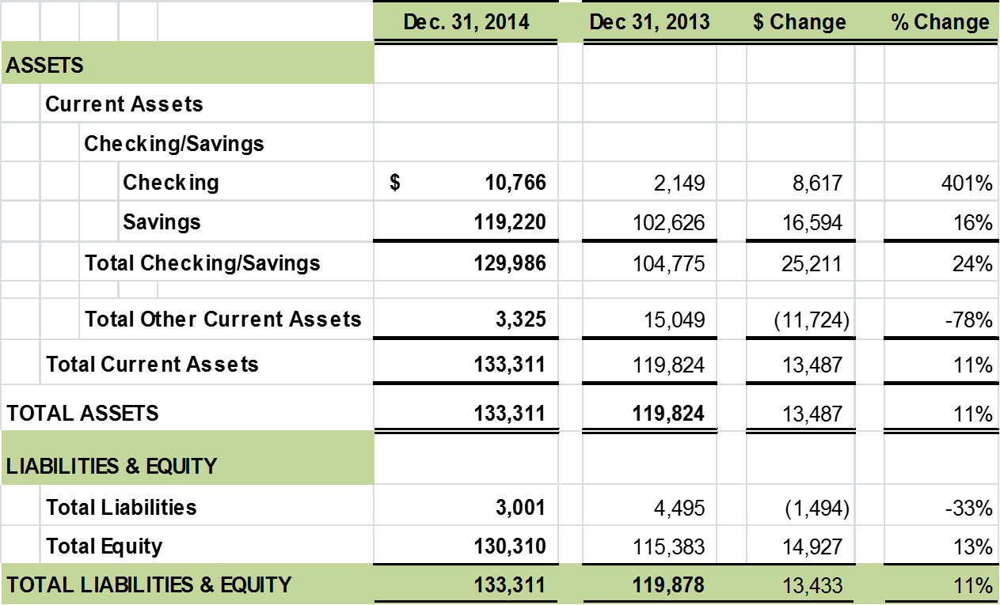 Dec. 31, 2014 Dec 31, 2013 $ Change % Change
ASSETS
Current Assets
Checking/Savings
Checking $ 10,766 2,149 8,617 401%
Savings 119,220 102,626 16,594 16%
Total Checking/Savings 129,986 104,775 25,211 24%
Total Other Current Assets 3,325 15,049 (11,724) -78%
Total Current Assets 133,311 119,824 13,487 11%
TOTAL ASSETS 133,311 119,824 13,487 11%
LIABILITIES & EQUITY
Total Liabilities 3,001 4,495 (1,494) -33%
Total Equity 130,310 115,383 14,927 13%
TOTAL LIABILITIES & EQUITY 133,311 119,878 13,433 11%